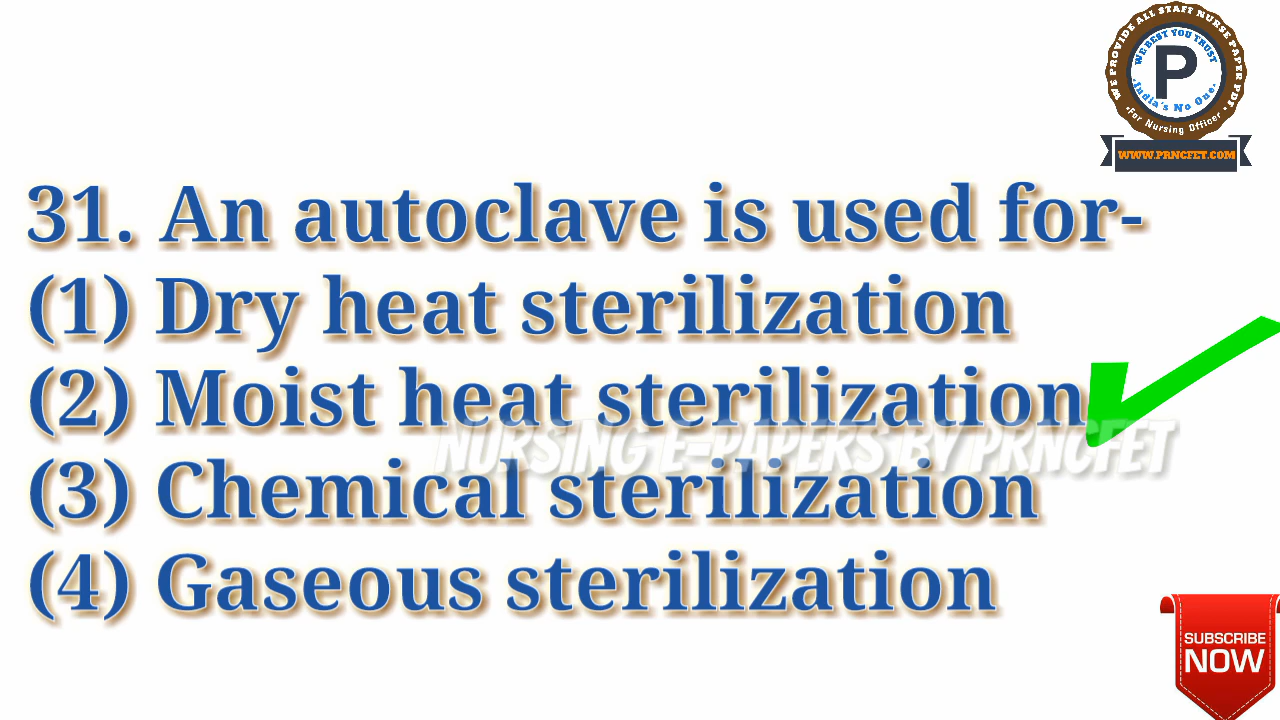 WE PROVIDE ALL STAFF NURSE PAPER PDF
WE BEST YOU TRUST
P
India's No One
For Nursing Officer
WWW.PRNCFET.COM
31. An autoclave is used for-
(1) Dry heat sterilization
(2) Moist heat sterilization
NURSING E-PAPERS BY PRNCFET
(3) Chemical sterilization
(4) Gaseous sterilization
SUBSCRIBE
NOW